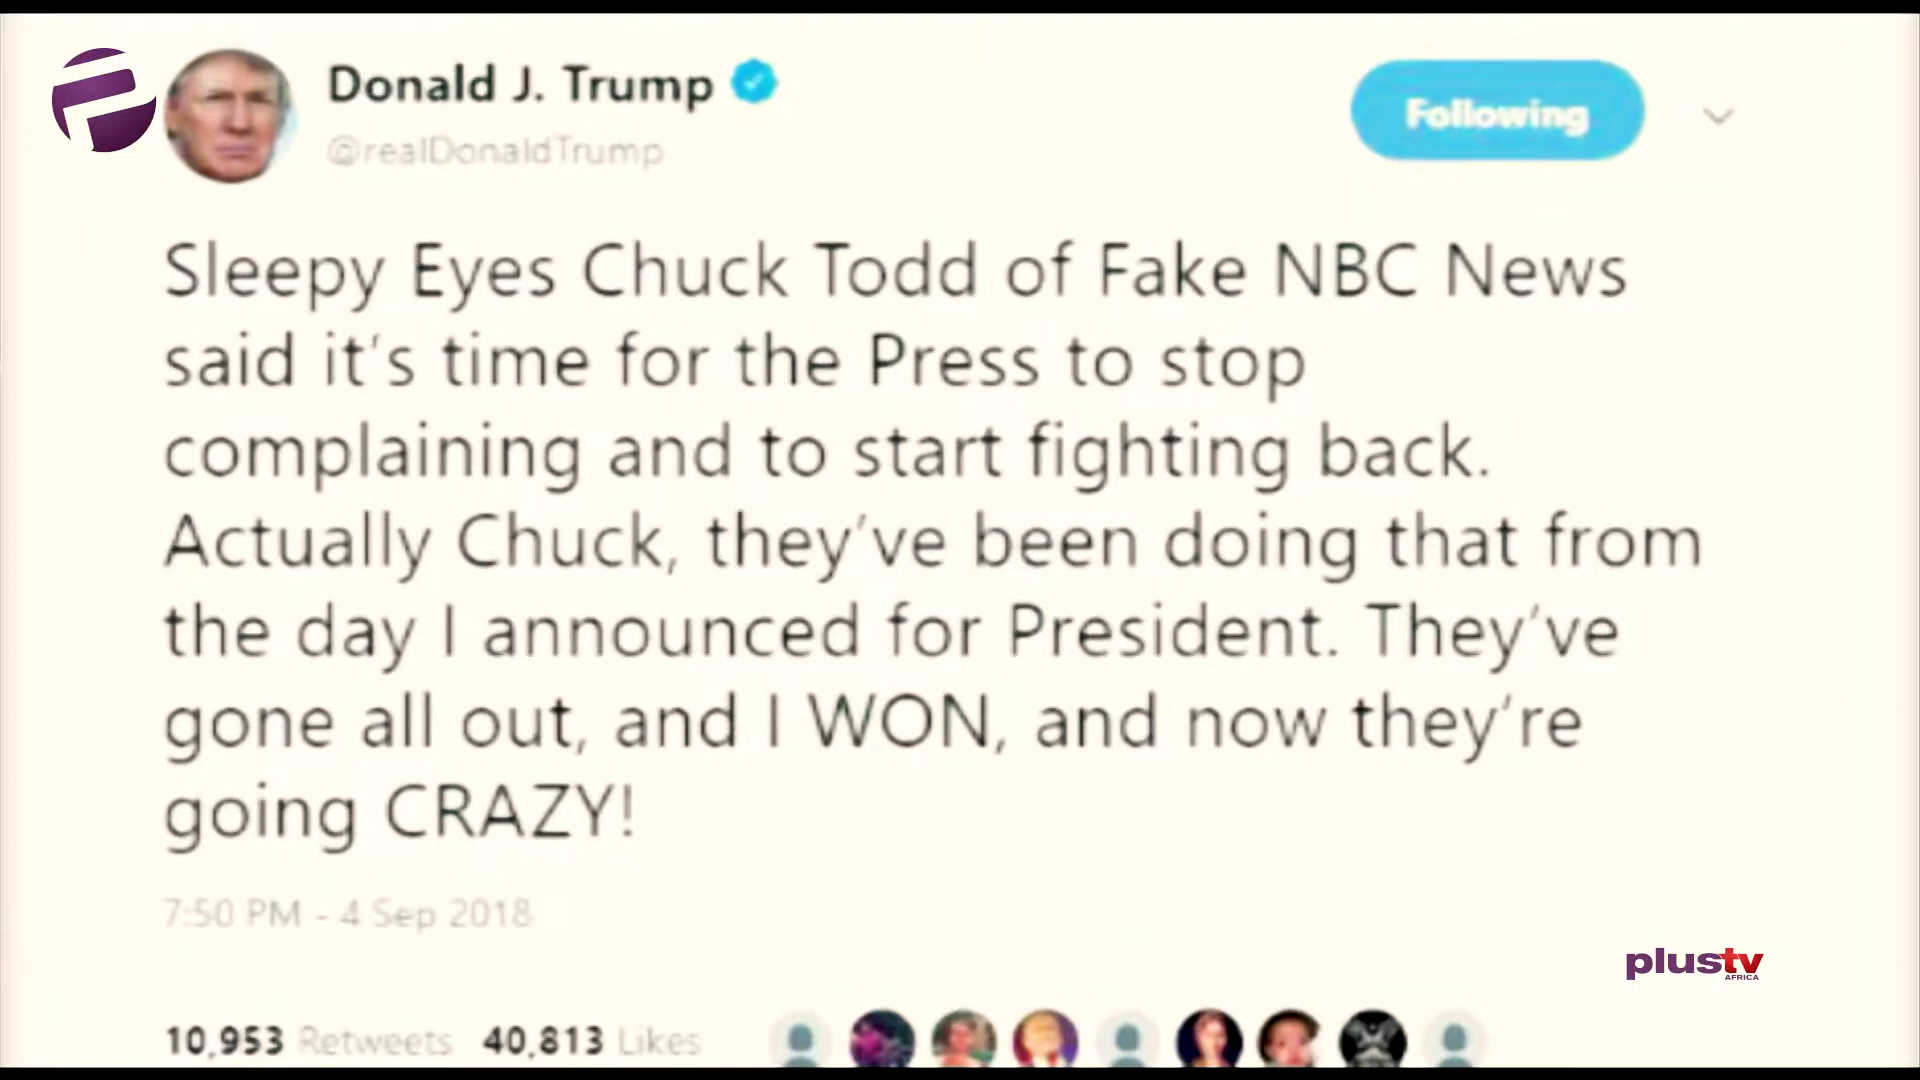 Donald J. Trump
@realDonaldTrump
Following
Sleepy Eyes Chuck Todd of Fake NBC News
said it's time for the Press to stop
complaining and to start fighting back.
Actually Chuck, they've been doing that from
the day I announced for President. They've
gone all out, and I WON, and now they're
going CRAZY!
7:50 PM - 4 Sep 2018
plustv
AFRICA
10,953 Retweets 40,813 Likes